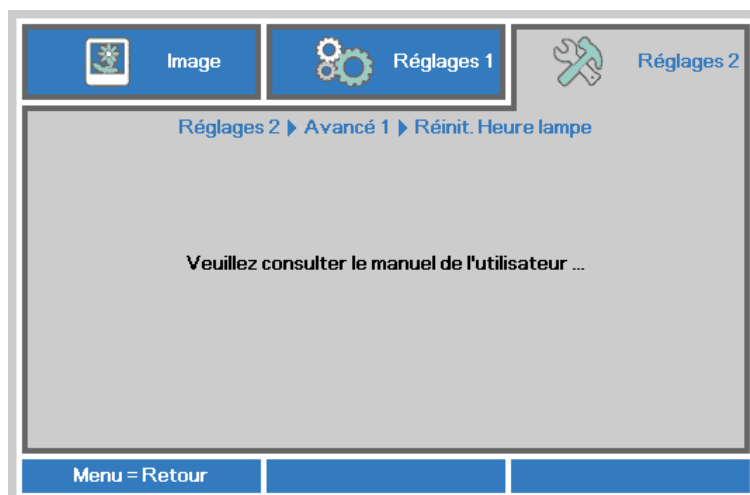 Image
Réglages 1
Réglages 2
Réglages 2 ▶ Avancé 1 ▶ Réinit. Heure lampe
Veuillez consulter le manuel de l'utilisateur ...
Menu = Retour